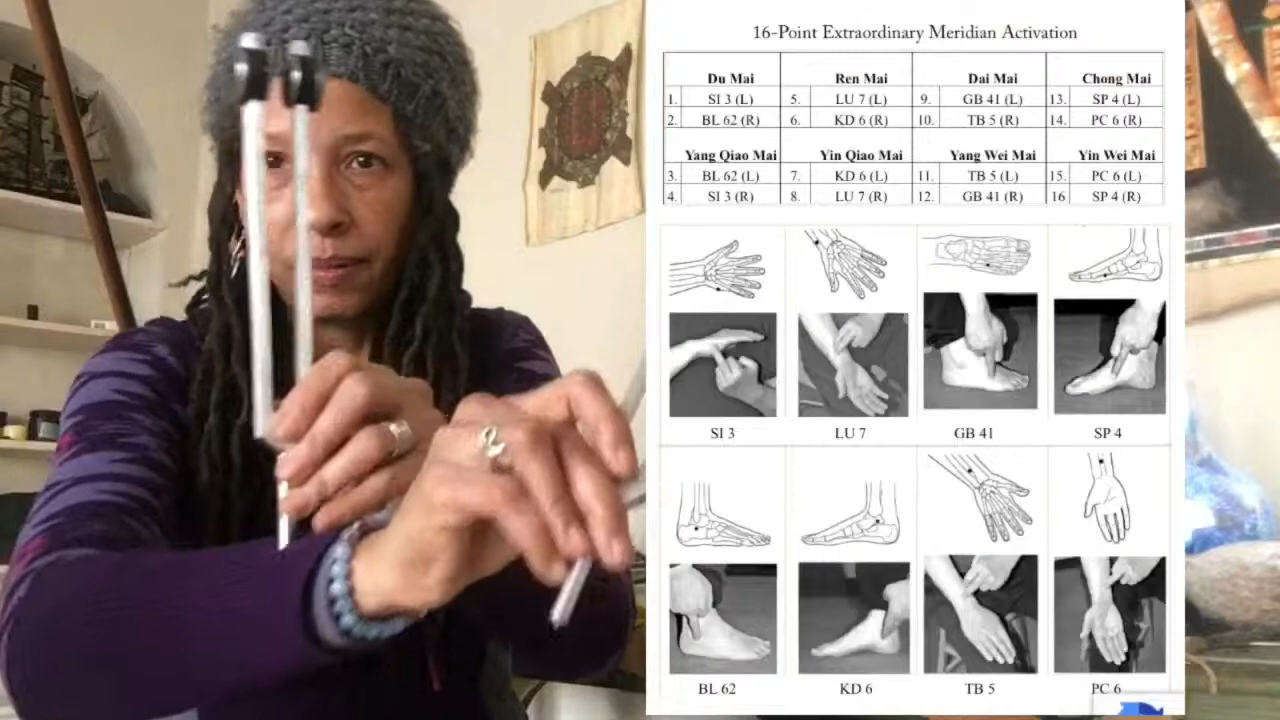 16-Point Extraordinary Meridian Activation
Du Mai Ren Mai Dai Mai Chong Mai
1. SI 3 (L) 5. LU 7 (L) 9. GB 41 (L) 13. SP 4 (L)
2. BL 62 (R) 6. KD 6 (R) 10. TB 5 (R) 14. PC 6 (R)
Yang Qiao Mai Yin Qiao Mai Yang Wei Mai Yin Wei Mai
3. BL 62 (L) 7. KD 6 (L) 11. TB 5 (L) 15. PC 6 (L)
4. SI 3 (R) 8. LU 7 (R) 12. GB 41 (R) 16 SP 4 (R)
SI 3 LU 7 GB 41 SP 4
BL 62 KD 6 TB 5 PC 6